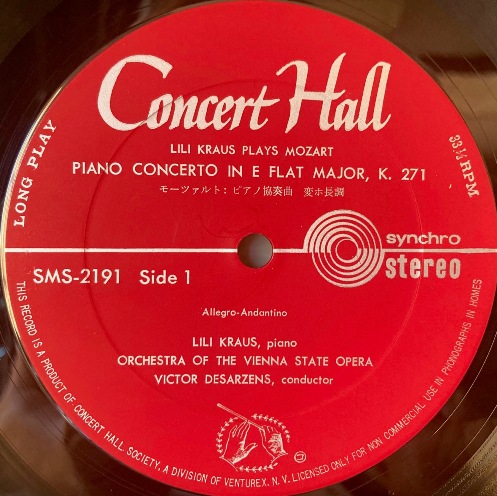 Concert Hall
LILI KRAUS PLAYS MOZART
PIANO CONCERTO IN E FLAT MAJOR, K. 271
モーツァルト: ピアノ協奏曲 変ホ長調
LONG PLAY
33⅓ RPM
synchro
stereo
SMS-2191 Side 1
Allegro-Andantino
LILI KRAUS, piano
ORCHESTRA OF THE VIENNA STATE OPERA
VICTOR DESARZENS, conductor
THIS RECORD IS A PRODUCT OF CONCERT HALL SOCIETY, A DIVISION OF VENTUREX, N.V. LICENSED ONLY FOR NON COMMERCIAL USE IN PHONOGRAPHS IN HOMES